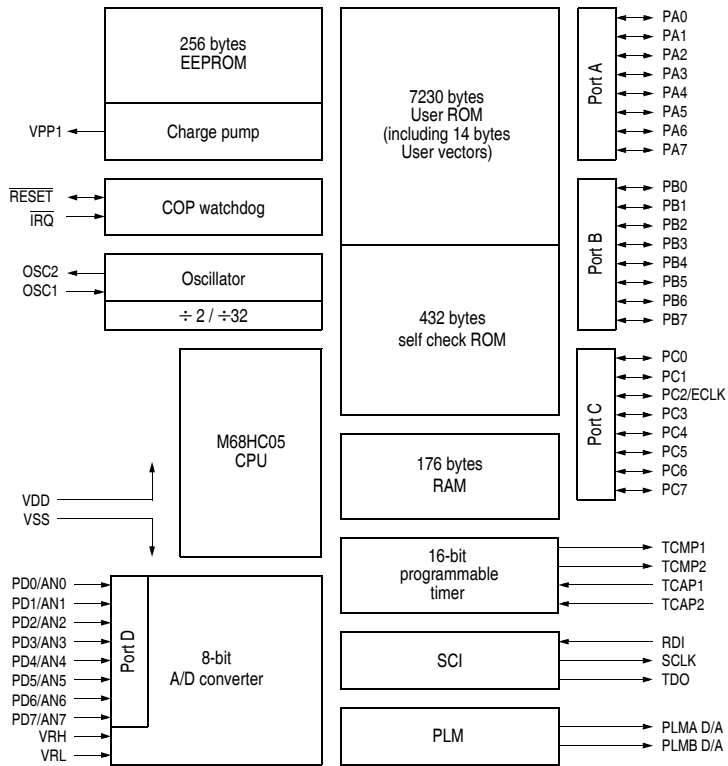 256 bytes
EEPROM
Charge pump
VPP1
RESET
IRQ
COP watchdog
OSC2
OSC1
Oscillator
÷ 2 / ÷32
M68HC05
CPU
VDD
VSS
PD0/AN0
PD1/AN1
PD2/AN2
PD3/AN3
PD4/AN4
PD5/AN5
PD6/AN6
PD7/AN7
VRH
VRL
Port D
8-bit
A/D converter
7230 bytes
User ROM
(including 14 bytes
User vectors)
432 bytes
self check ROM
176 bytes
RAM
16-bit
programmable
timer
SCI
PLM
Port A
PA0
PA1
PA2
PA3
PA4
PA5
PA6
PA7
Port B
PB0
PB1
PB2
PB3
PB4
PB5
PB6
PB7
Port C
PC0
PC1
PC2/ECLK
PC3
PC4
PC5
PC6
PC7
TCMP1
TCMP2
TCAP1
TCAP2
RDI
SCLK
TDO
PLMA D/A
PLMB D/A